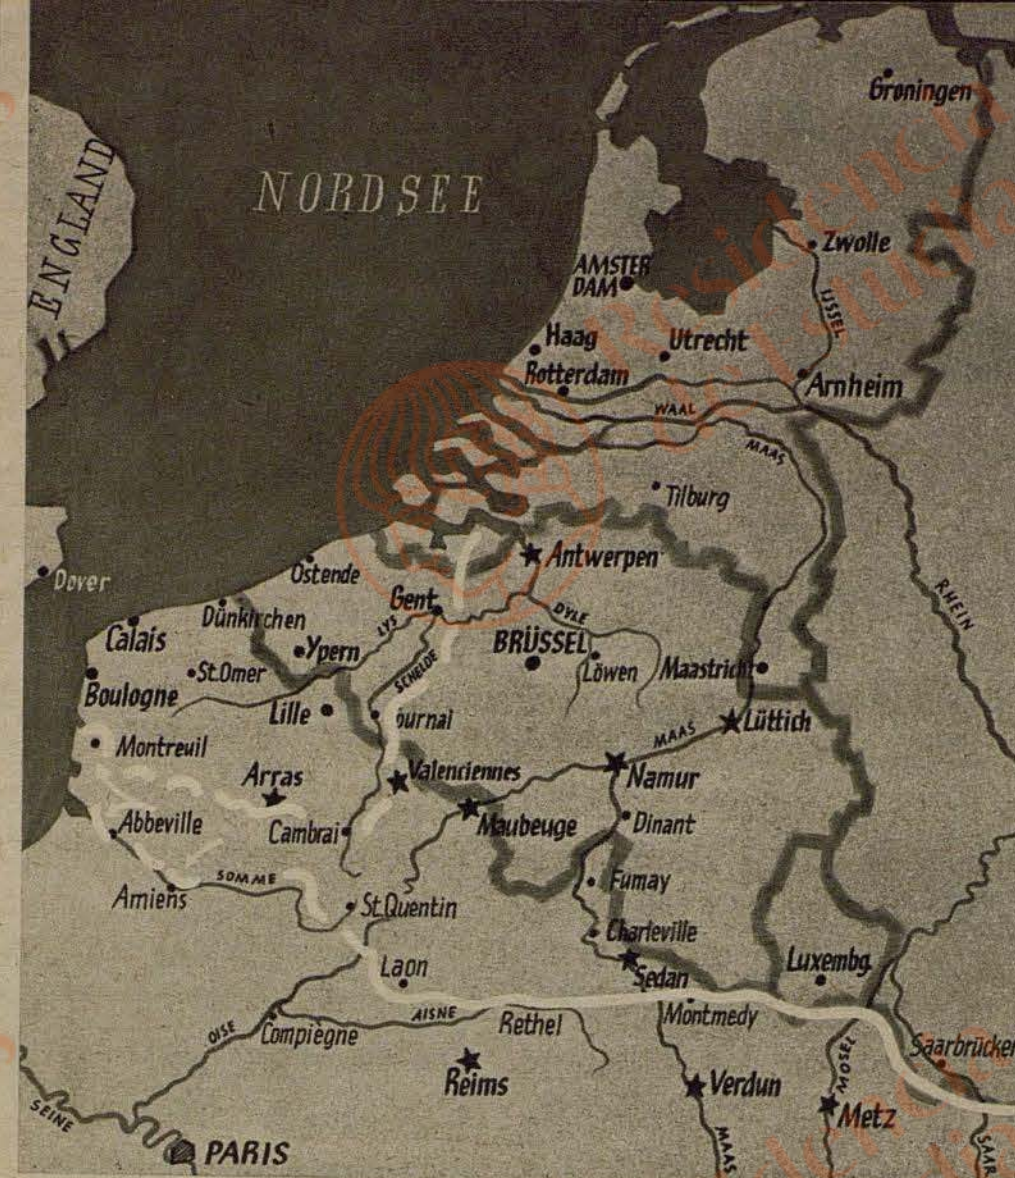 Groningen
ENGLAND
NORDSEE
Zwolle
AMSTER
DAM
IJSSEL
Haag
Utrecht
Rotterdam
Arnheim
WAAL
MAAS
Tilburg
Antwerpen
Ostende
Dover
RHEIN
Gent
Dünkirchen
DYLE
LYS
Calais
Ypern
BRÜSSEL
St.Omer
SCHELDE
Löwen
Maastricht
Boulogne
Lille
ournai
Lüttich
MAAS
Montreuil
Valenciennes
Namur
Arras
Abbeville
Cambrai
Maubeuge
Dinant
SOMME
Fumay
Amiens
St.Quentin
Charleville
Laon
Sedan
Luxembg.
AISNE
Rethel
Montmedy
OISE
Compiègne
Saarbrücken
MOSEL
Reims
Verdun
SEINE
Metz
PARIS
MAAS
SAAR
Residencia